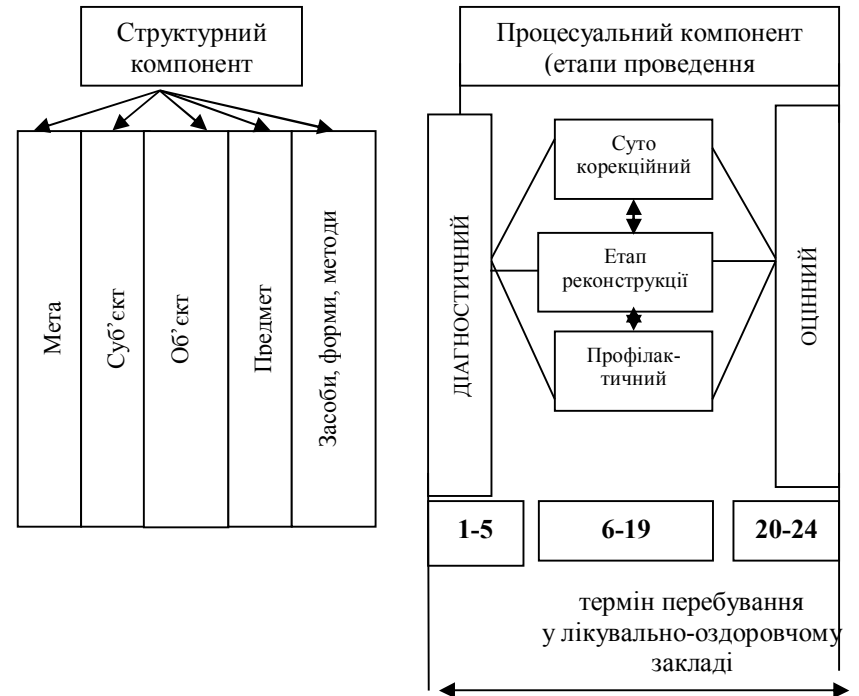 Структурний
компонент
Мета
Суб’єкт
Об’єкт
Предмет
Засоби, форми, методи
Процесуальний компонент
(етапи проведення
ДІАГНОСТИЧНИЙ
Суто
корекційний
Етап
реконструкції
Профілак-
тичний
ОЦІННИЙ
1-5
6-19
20-24
термін перебування
у лікувально-оздоровчому
закладі